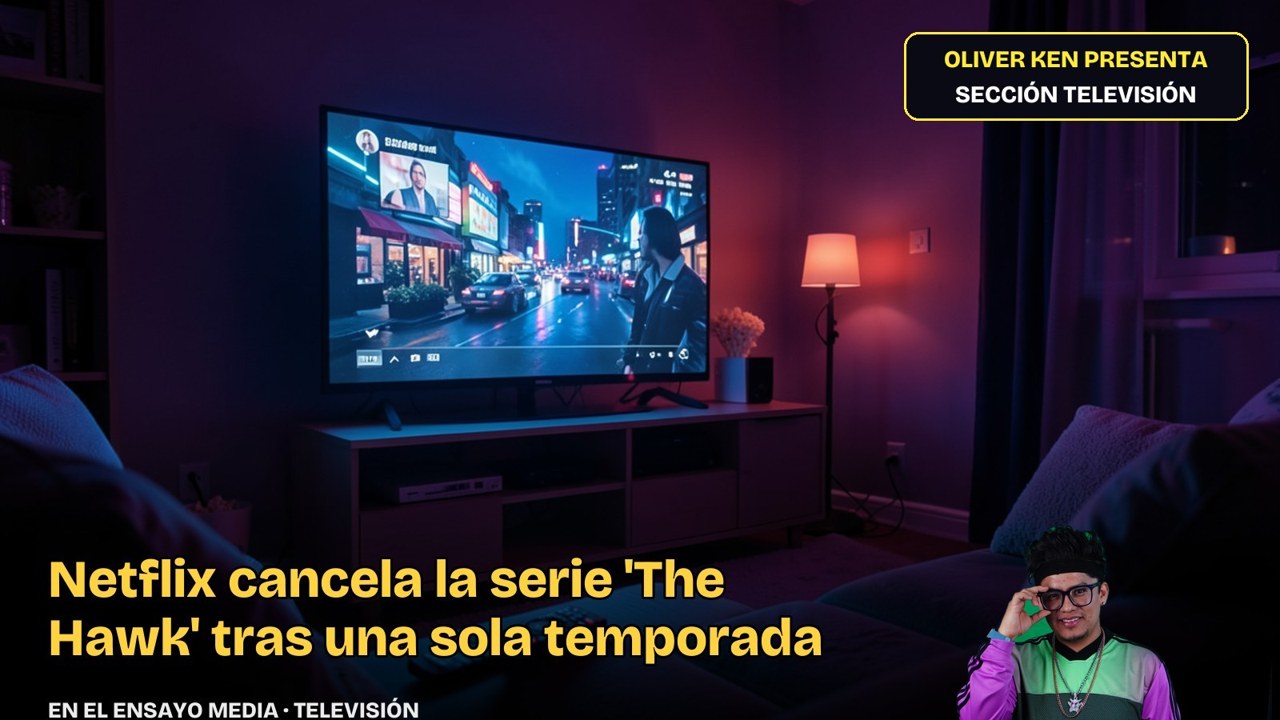 OLIVER KEN PRESENTA
SECCIÓN TELEVISIÓN
Netflix cancela la serie 'The
Hawk' tras una sola temporada
EN EL ENSAYO MEDIA · TELEVISIÓN